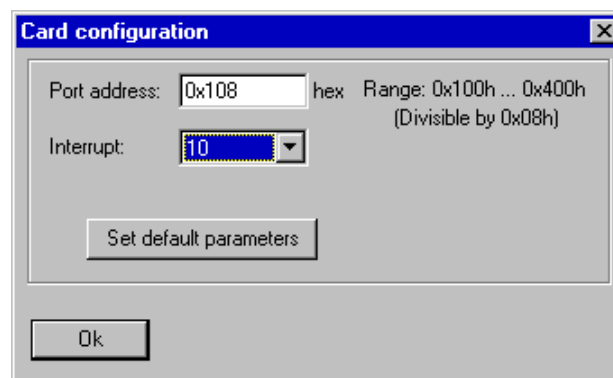 Card configuration
Port address: 0x108 hex Range: 0x100h ... 0x400h
(Divisible by 0x08h)
Interrupt: 10
Set default parameters
Ok